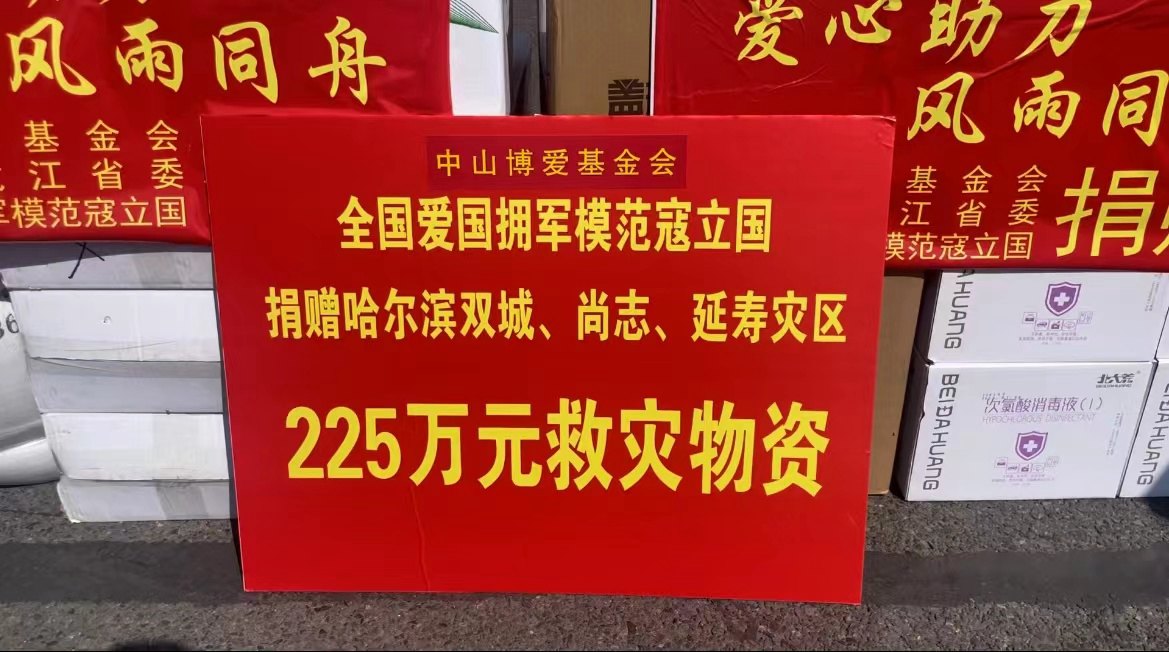 风雨同舟
基金会
江省委
军模范寇立国
爱心助力
风雨同
基金会
江省委
模范寇立国
捐赠
中山博爱基金会
全国爱国拥军模范寇立国
捐赠哈尔滨双城、尚志、延寿灾区
225万元救灾物资
BEIDAHUANG
北大荒
次氯酸消毒液(I)
HYPOCHLOROUS DISINFECTANT
BEIDAHUANG